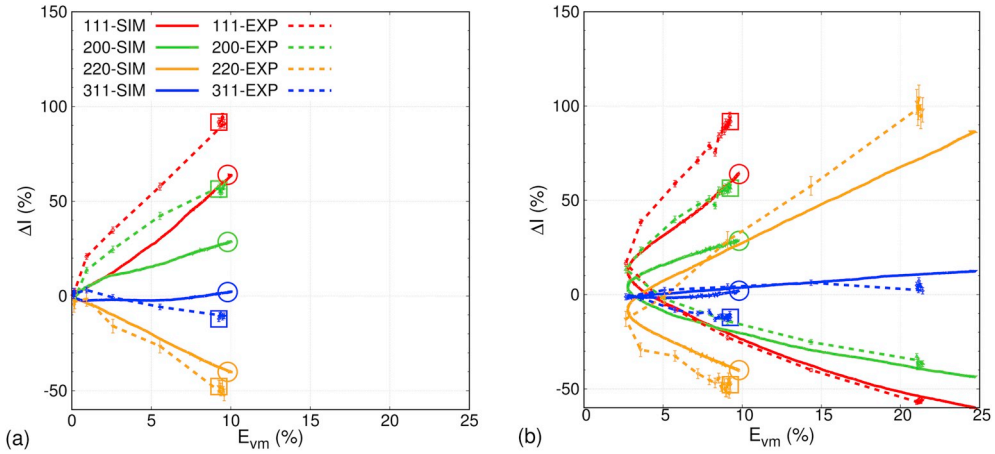 150
111-SIM 111-EXP
200-SIM 200-EXP
220-SIM 220-EXP
311-SIM 311-EXP
100
50
0
-50
ΔI (%)
0 5 10 15 20 25
E_vm (%)
(a)
150
100
50
0
-50
ΔI (%)
0 5 10 15 20 25
E_vm (%)
(b)